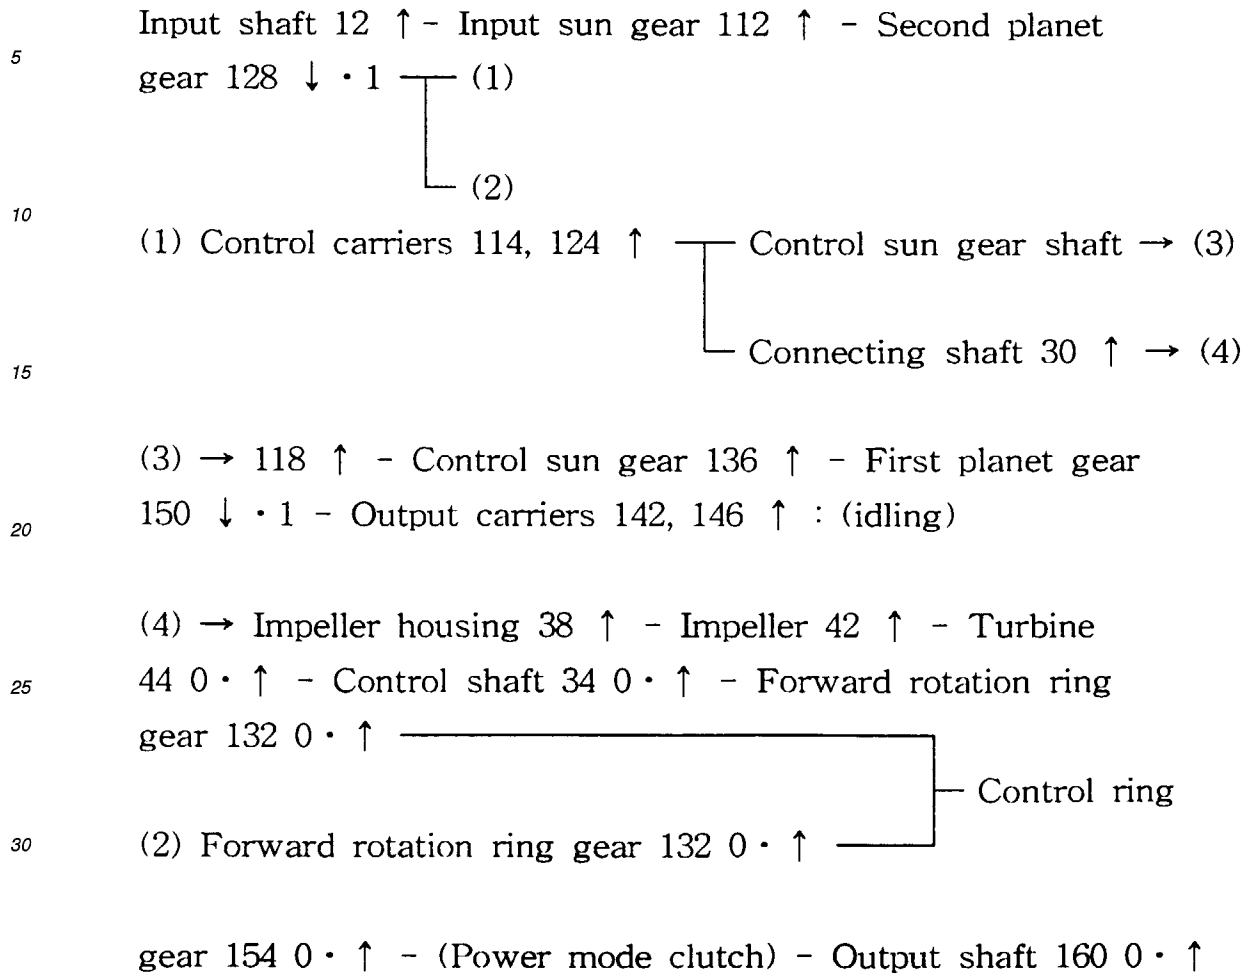 Input shaft 12 ↑ - Input sun gear 112 ↑ - Second planet
5
gear 128 ↓ · 1 (1)
(2)
10
(1) Control carriers 114, 124 ↑ Control sun gear shaft → (3)
Connecting shaft 30 ↑ → (4)
15
(3) → 118 ↑ - Control sun gear 136 ↑ - First planet gear
150 ↓ · 1 - Output carriers 142, 146 ↑ : (idling)
20
(4) → Impeller housing 38 ↑ - Impeller 42 ↑ - Turbine
44 0 · ↑ - Control shaft 34 0 · ↑ - Forward rotation ring
25
gear 132 0 · ↑
Control ring
(2) Forward rotation ring gear 132 0 · ↑
30
gear 154 0 · ↑ - (Power mode clutch) - Output shaft 160 0 · ↑